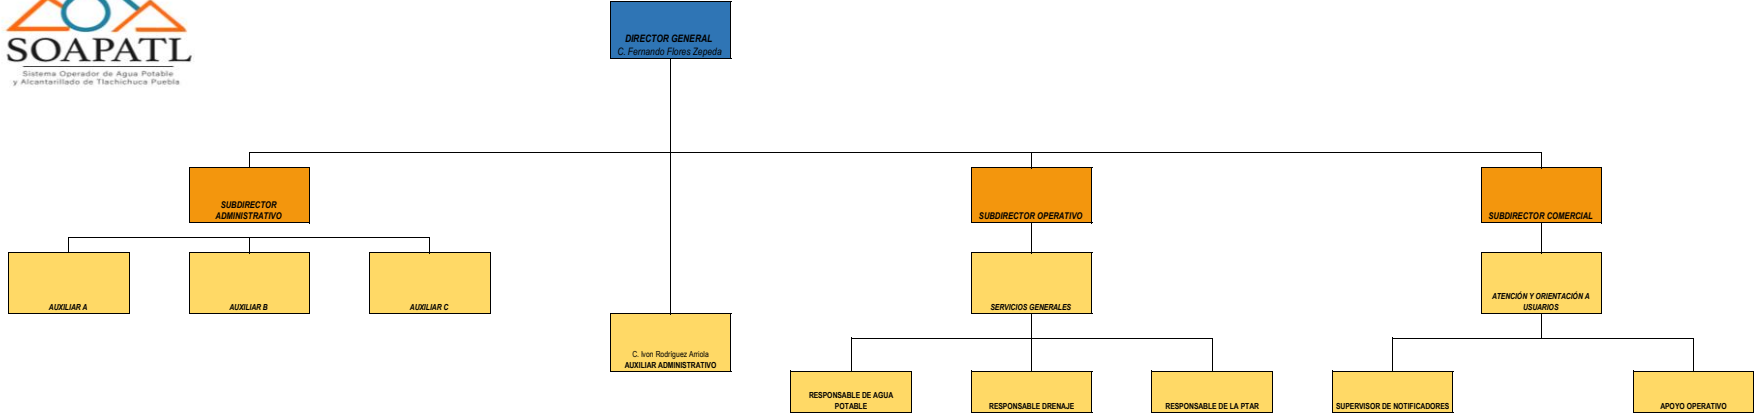 SOAPATL
Sistema Operador de Agua Potable
y Alcantarillado de Tlachichuca Puebla
DIRECTOR GENERAL
C. Fernando Flores Zepeda
SUBDIRECTOR
ADMINISTRATIVO
SUBDIRECTOR OPERATIVO
SUBDIRECTOR COMERCIAL
AUXILIAR A
AUXILIAR B
AUXILIAR C
SERVICIOS GENERALES
ATENCIÓN Y ORIENTACIÓN A
USUARIOS
C. Ivon Rodríguez Arriola
AUXILIAR ADMINISTRATIVO
RESPONSABLE DE AGUA
POTABLE
RESPONSABLE DRENAJE
RESPONSABLE DE LA PTAR
SUPERVISOR DE NOTIFICADORES
APOYO OPERATIVO